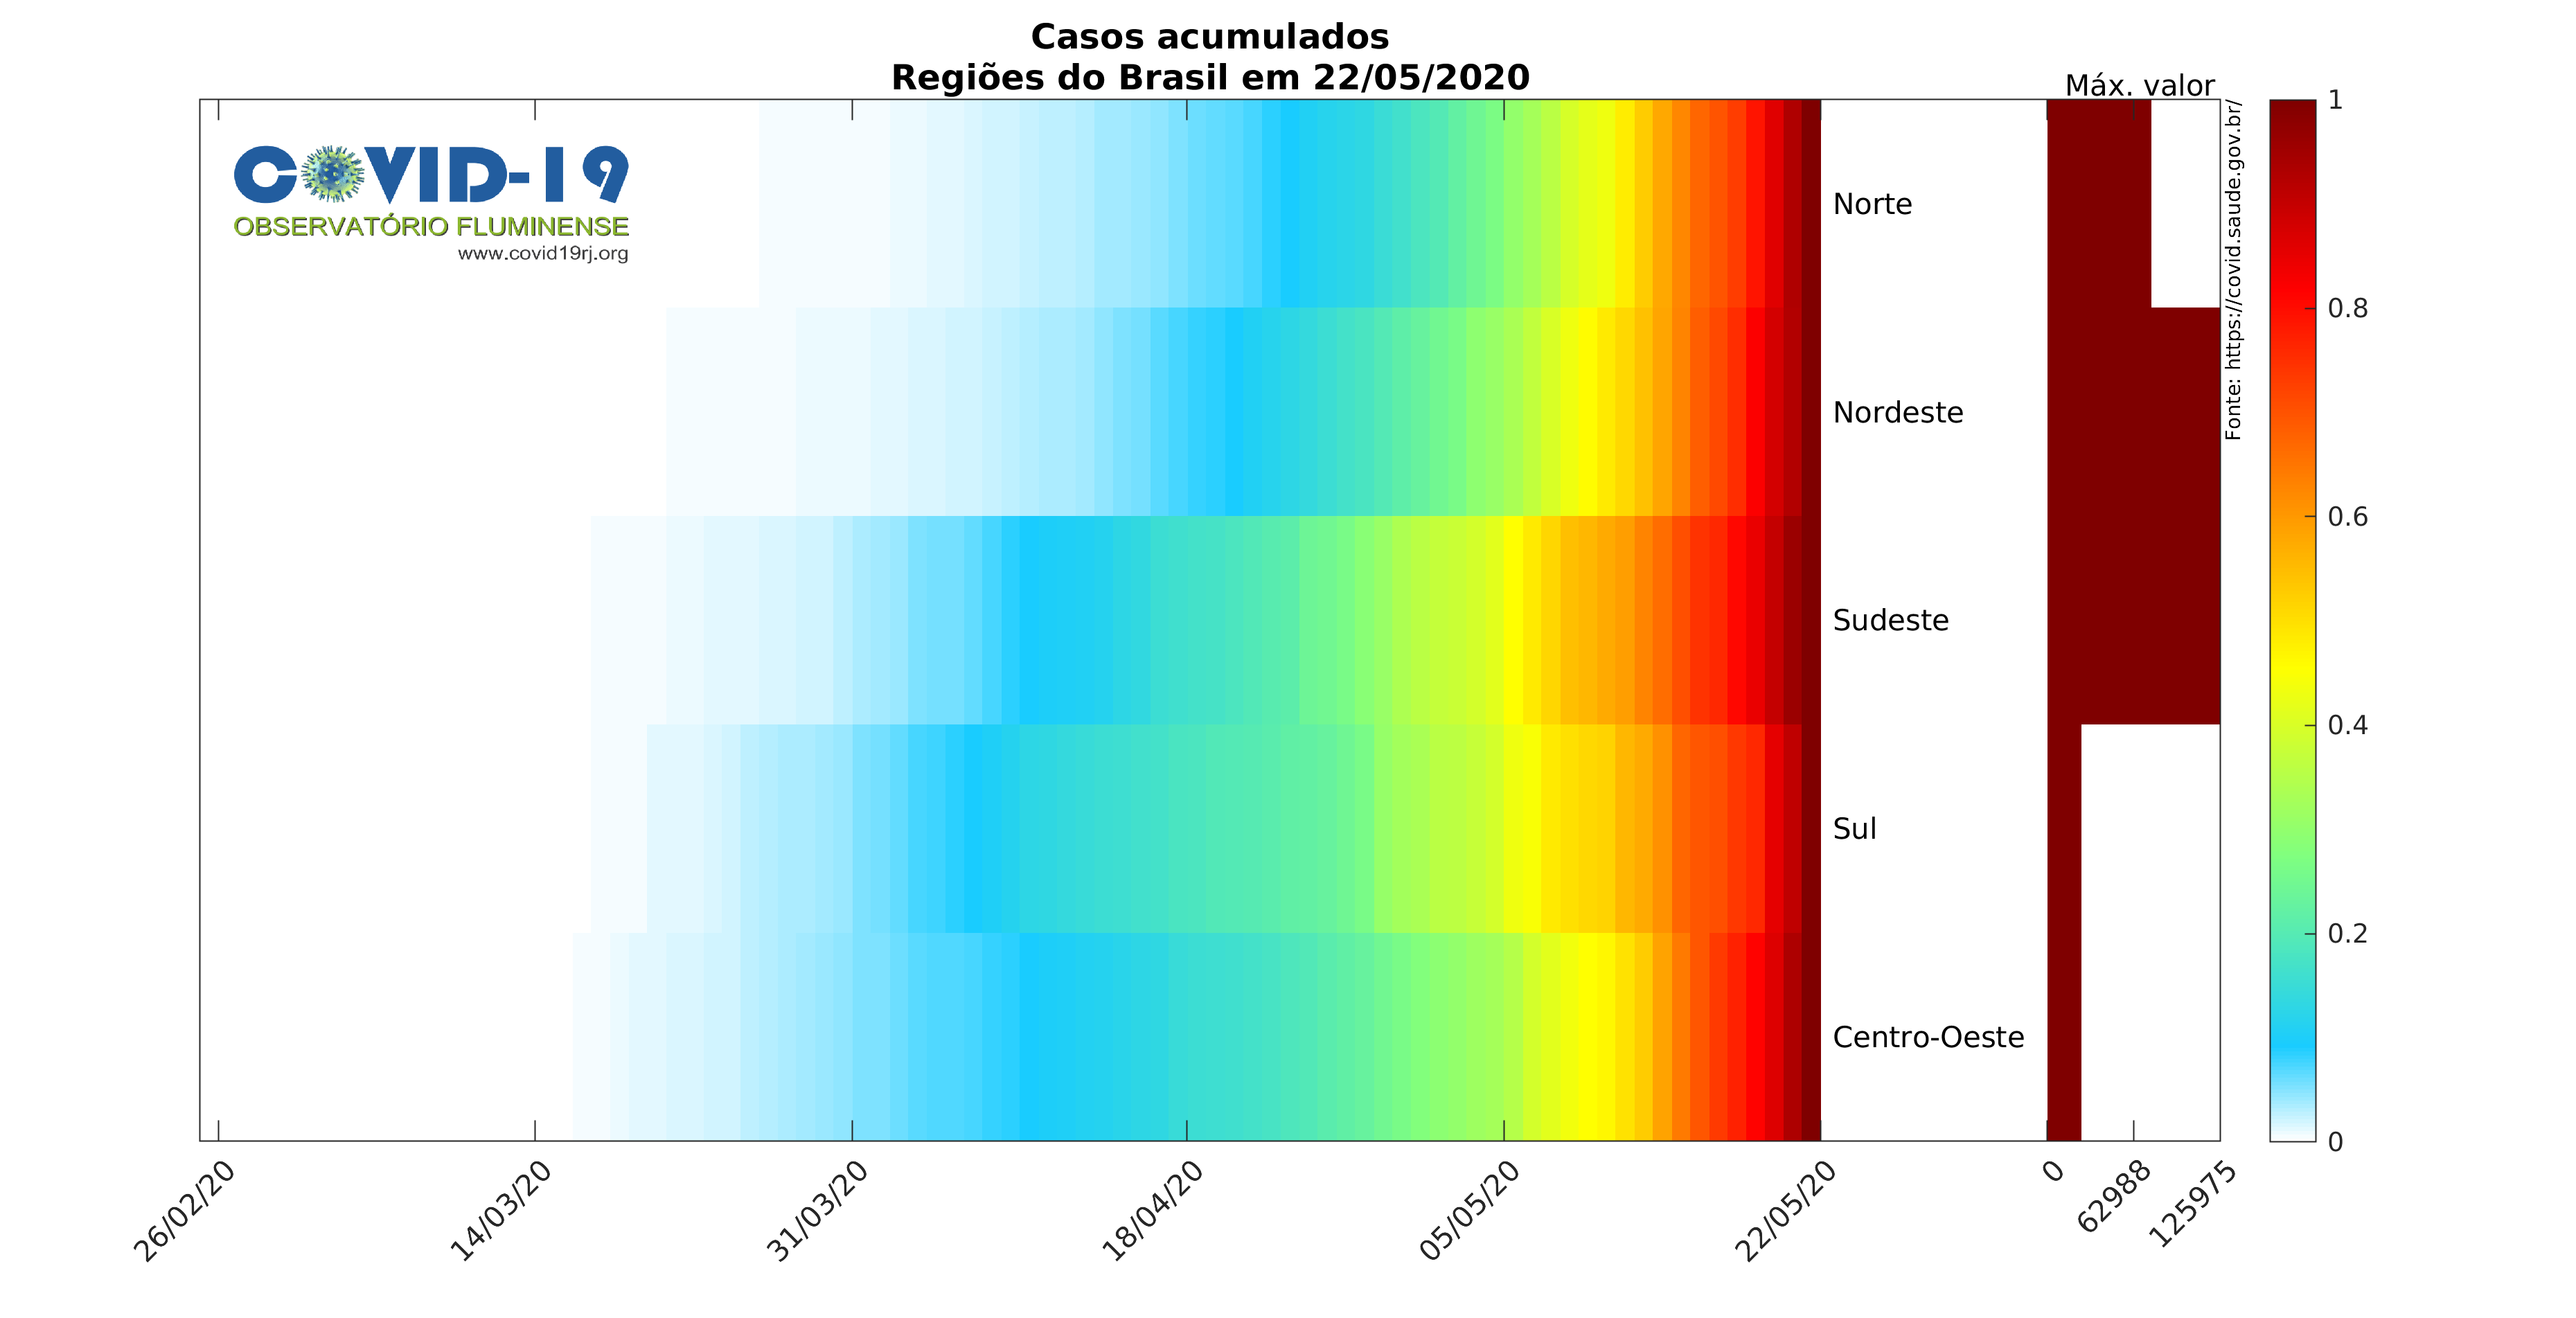 Casos acumulados
Regiões do Brasil em 22/05/2020
Máx. valor
COVID-19
OBSERVATÓRIO FLUMINENSE
www.covid19rj.org
Norte
Nordeste
Sudeste
Sul
Centro-Oeste
Fonte: https://covid.saude.gov.br/
1
0.8
0.6
0.4
0.2
0
26/02/20
14/03/20
31/03/20
18/04/20
05/05/20
22/05/20
0
62988
125975